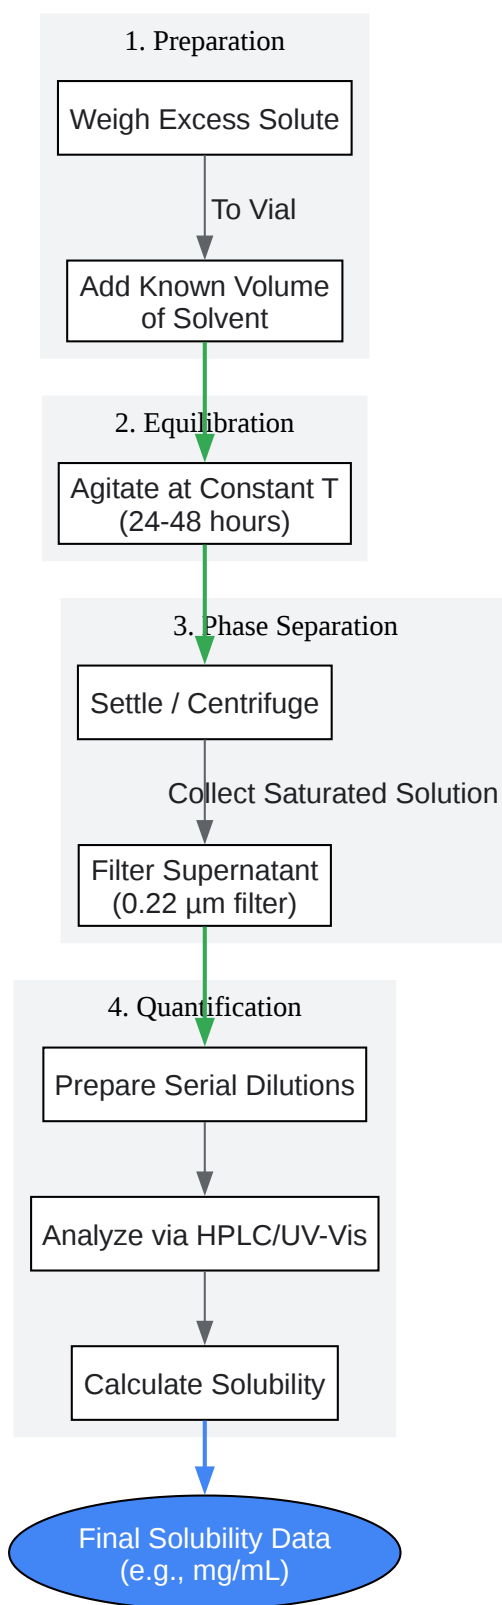 1. Preparation
Weigh Excess Solute
To Vial
Add Known Volume
of Solvent
2. Equilibration
Agitate at Constant T
(24-48 hours)
3. Phase Separation
Settle / Centrifuge
Collect Saturated Solution
Filter Supernatant
(0.22 µm filter)
4. Quantification
Prepare Serial Dilutions
Analyze via HPLC/UV-Vis
Calculate Solubility
Final Solubility Data
(e.g., mg/mL)